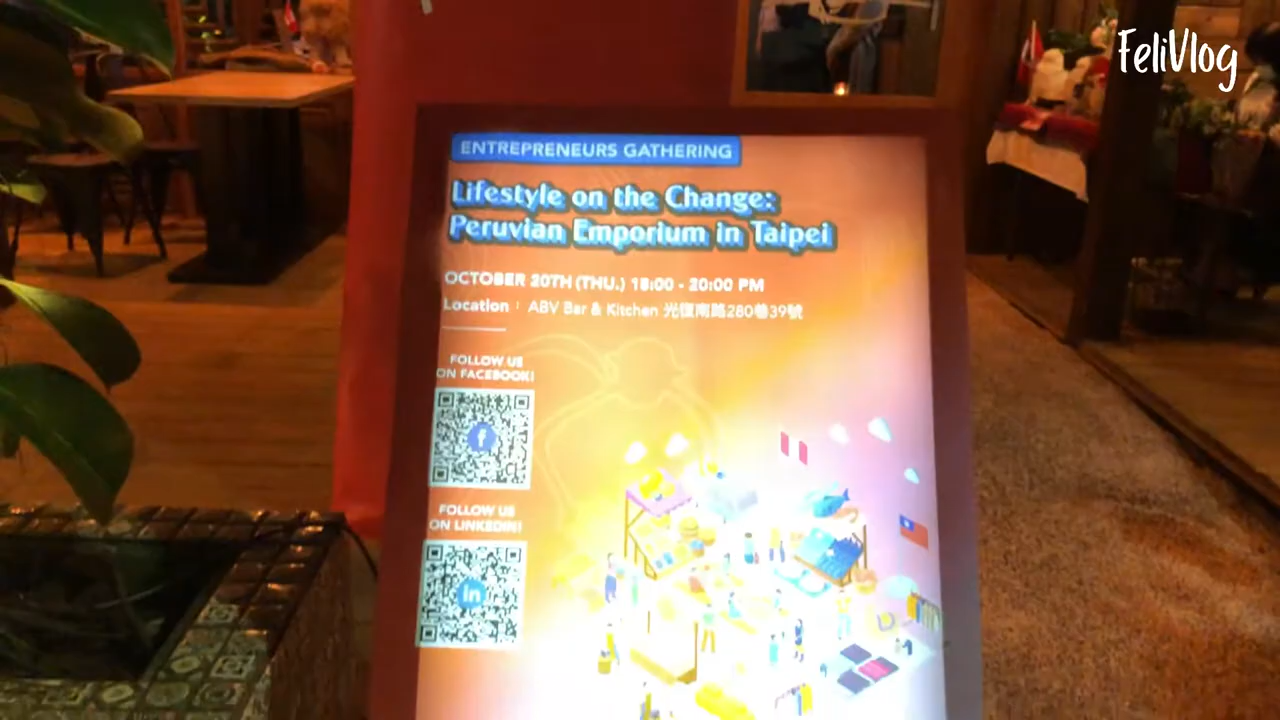 FeliVlog
ENTREPRENEURS GATHERING
Lifestyle on the Change:
Peruvian Emporium in Taipei
OCTOBER 20TH (THU.) 18:00 - 20:00 PM
Location : ABV Bar & Kitchen 光復南路280巷39號
FOLLOW US
ON FACEBOOK!
FOLLOW US
ON LINKEDIN!
in